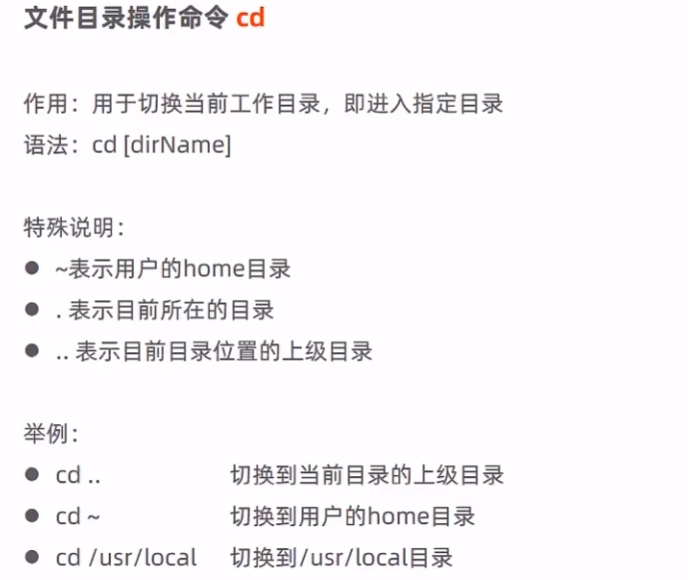 文件目录操作命令 cd
作用：用于切换当前工作目录，即进入指定目录
语法：cd [dirName]
特殊说明：
● ~表示用户的home目录
● . 表示目前所在的目录
● .. 表示目前目录位置的上级目录
举例：
● cd .. 切换到当前目录的上级目录
● cd ~ 切换到用户的home目录
● cd /usr/local 切换到/usr/local目录